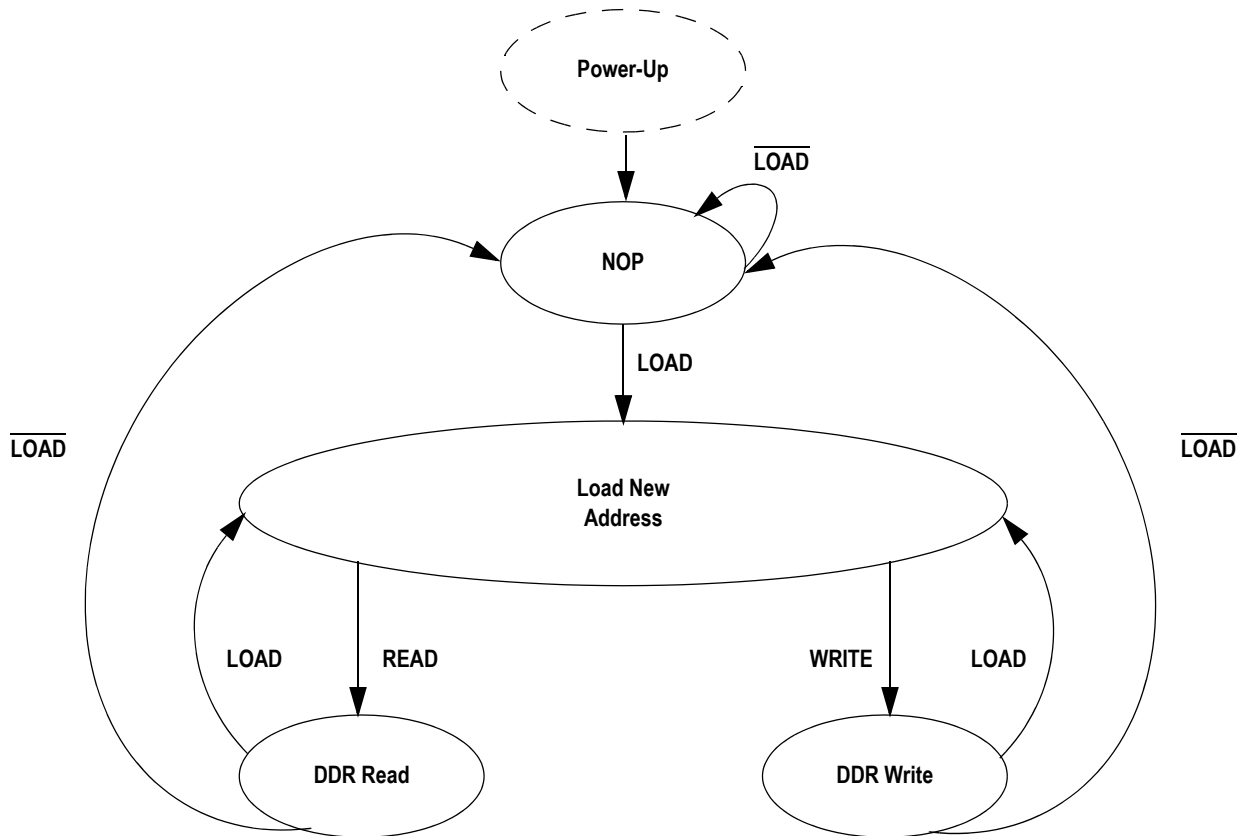 Power-Up
LOAD
NOP
LOAD
LOAD
LOAD
Load New
Address
LOAD
READ
WRITE
LOAD
DDR Read
DDR Write